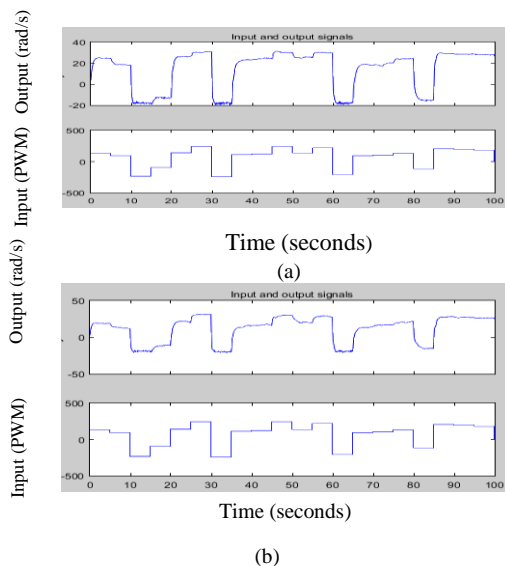 Input and output signals
Output (rad/s)
40
20
0
-20
Input (PWM)
500
0
-500
0 10 20 30 40 50 60 70 80 90 100
Time (seconds)
(a)
Input and output signals
Output (rad/s)
50
0
-50
Input (PWM)
500
0
-500
0 10 20 30 40 50 60 70 80 90 100
Time (seconds)
(b)